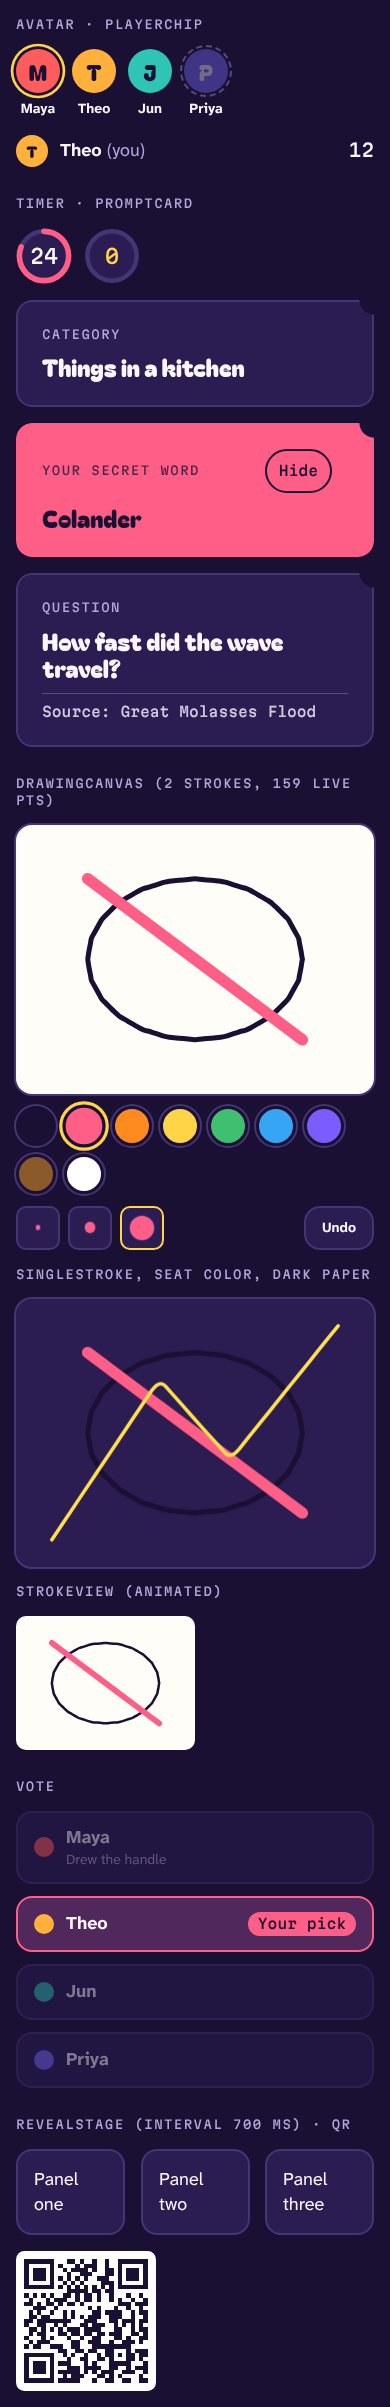 AVATAR · PLAYERCHIP
M T J P
Maya Theo Jun Priya
T Theo (you) 12
TIMER · PROMPTCARD
24 0
CATEGORY
Things in a kitchen
YOUR SECRET WORD Hide
Colander
QUESTION
How fast did the wave
travel?
Source: Great Molasses Flood
DRAWINGCANVAS (2 STROKES, 159 LIVE
PTS)
Undo
SINGLESTROKE, SEAT COLOR, DARK PAPER
STROKEVIEW (ANIMATED)
VOTE
Maya
Drew the handle
Theo Your pick
Jun
Priya
REVEALSTAGE (INTERVAL 700 MS) · QR
Panel
one
Panel
two
Panel
three